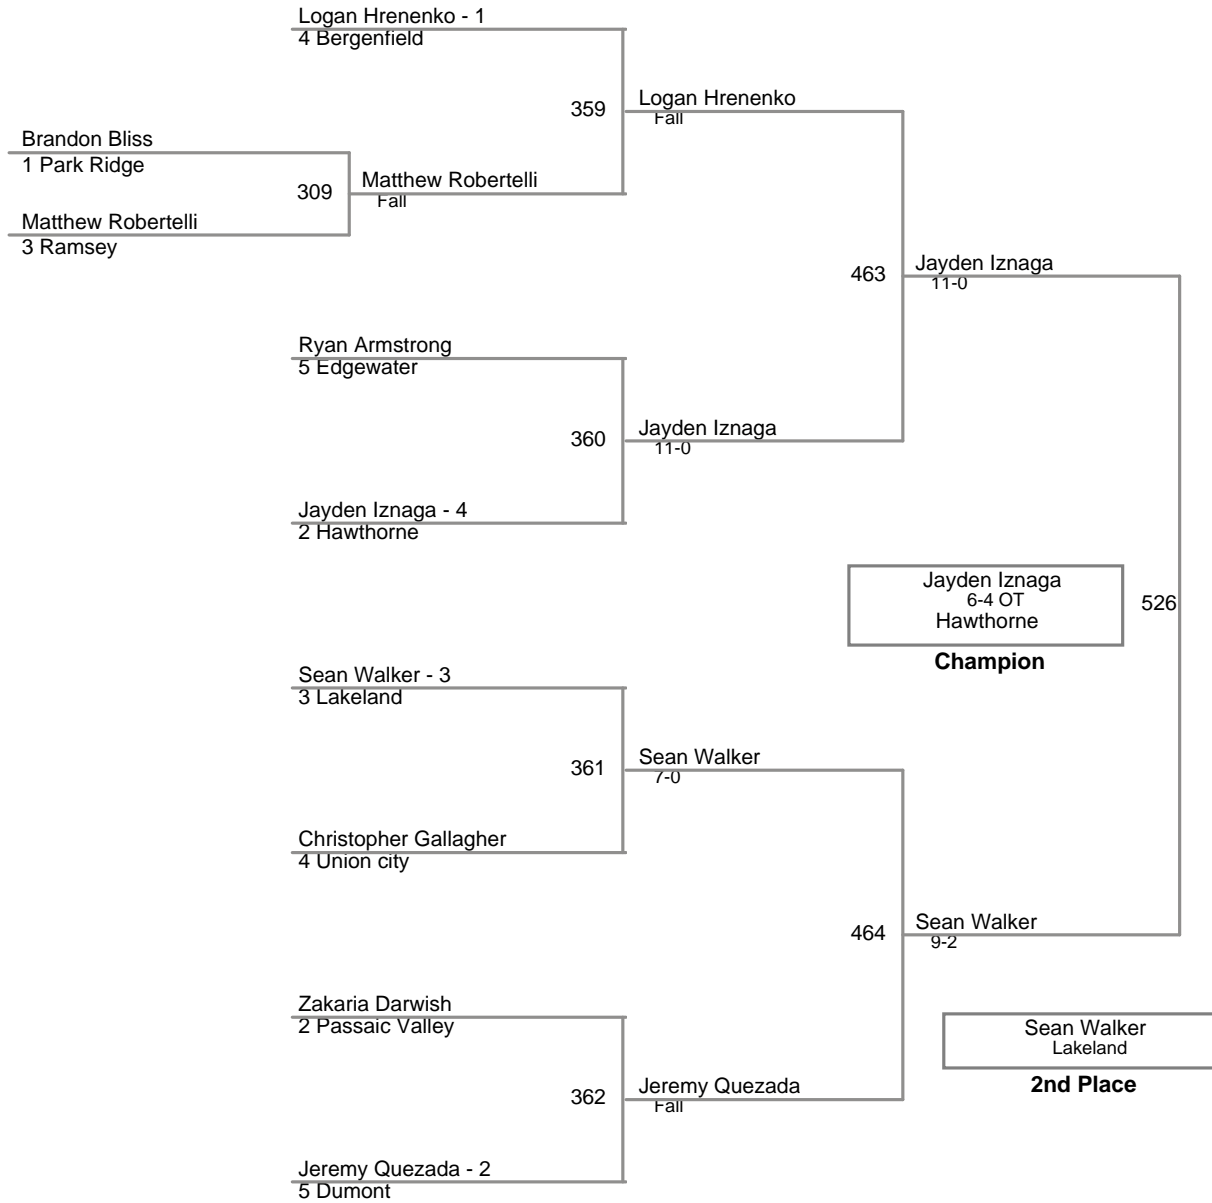 Logan Hrenenko - 1
4 Bergenfield
359
Logan Hrenenko
Fall
Brandon Bliss
1 Park Ridge
309
Matthew Robertelli
Fall
Matthew Robertelli
3 Ramsey
463
Jayden Iznaga
11-0
Ryan Armstrong
5 Edgewater
360
Jayden Iznaga
11-0
Jayden Iznaga - 4
2 Hawthorne
Jayden Iznaga
6-4 OT
Hawthorne
Champion
526
Sean Walker - 3
3 Lakeland
361
Sean Walker
7-0
Christopher Gallagher
4 Union city
464
Sean Walker
9-2
Zakaria Darwish
2 Passaic Valley
Sean Walker
Lakeland
2nd Place
362
Jeremy Quezada
Fall
Jeremy Quezada - 2
5 Dumont